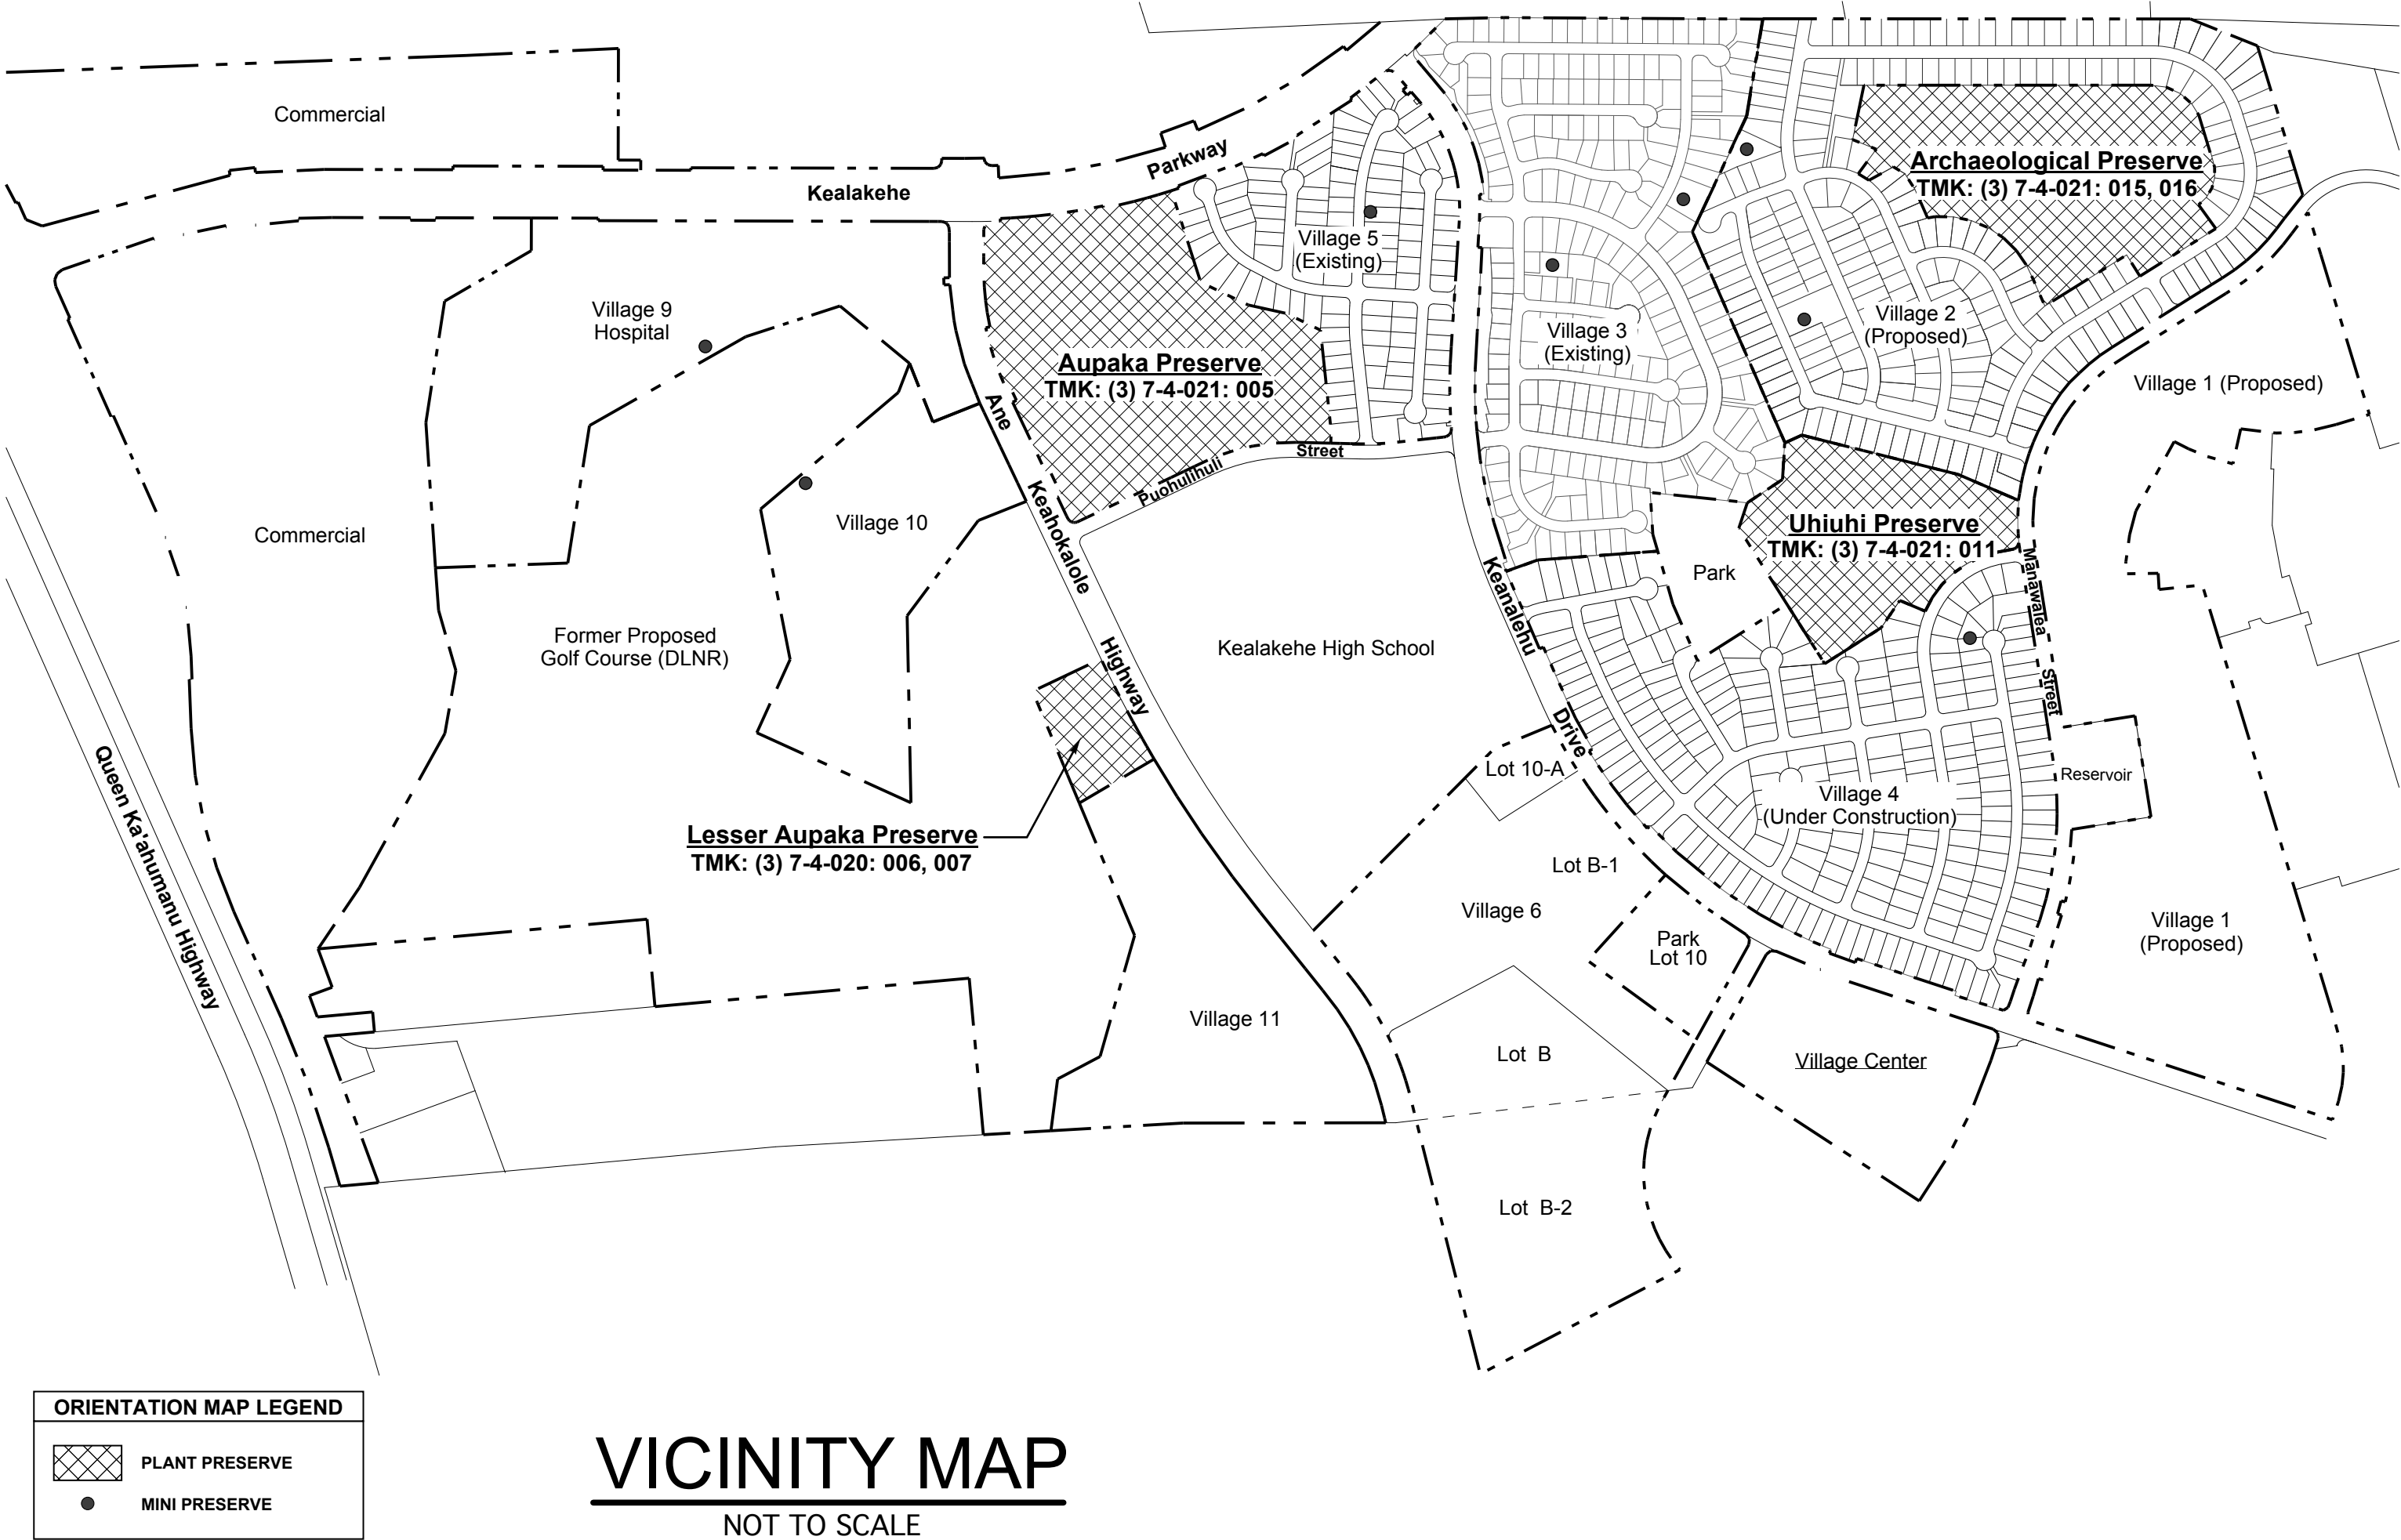 Commercial
Kealakehe
Parkway
Archaeological Preserve
TMK: (3) 7-4-021: 015, 016
Village 5
(Existing)
Village 9
Hospital
Village 3
(Existing)
Village 2
(Proposed)
Aupaka Preserve
TMK: (3) 7-4-021: 005
Village 1 (Proposed)
Ane
Keahokalole
Highway
Puohulihuli
Street
Commercial
Village 10
Uhiuhi Preserve
TMK: (3) 7-4-021: 011
Park
Keanalehu
Drive
Manawalea
Street
Former Proposed
Golf Course (DLNR)
Kealakehe High School
Queen Ka'ahumanu Highway
Lot 10-A
Reservoir
Village 4
(Under Construction)
Lesser Aupaka Preserve
TMK: (3) 7-4-020: 006, 007
Lot B-1
Village 6
Park
Lot 10
Village 1
(Proposed)
Village 11
Lot B
Village Center
Lot B-2
ORIENTATION MAP LEGEND
PLANT PRESERVE
MINI PRESERVE
VICINITY MAP
NOT TO SCALE